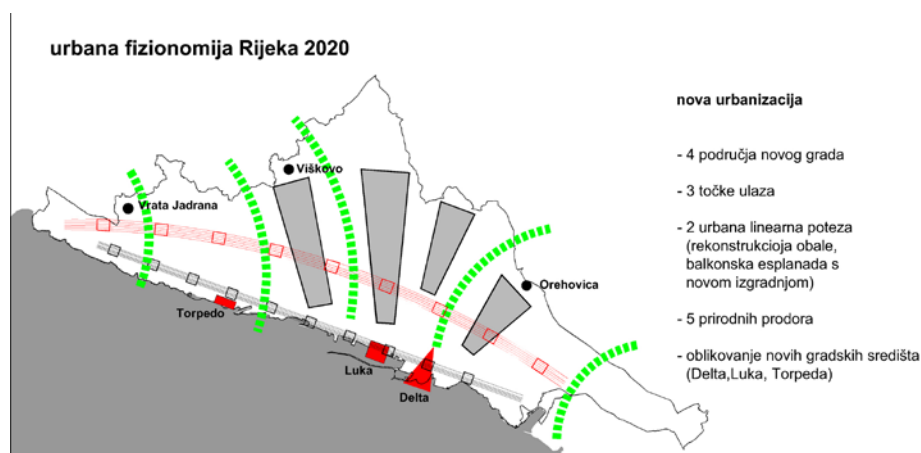 urbana fizionomija Rijeka 2020
nova urbanizacija
- 4 područja novog grada
- 3 točke ulaza
- 2 urbana linearna poteza
(rekonstrukcioja obale,
balkonska esplanada s
novom izgradnjom)
- 5 prirodnih prodora
- oblikovanje novih gradskih središta
(Delta,Luka, Torpeda)
Viškovo
Vrata Jadrana
Orehovica
Torpedo
Luka
Delta